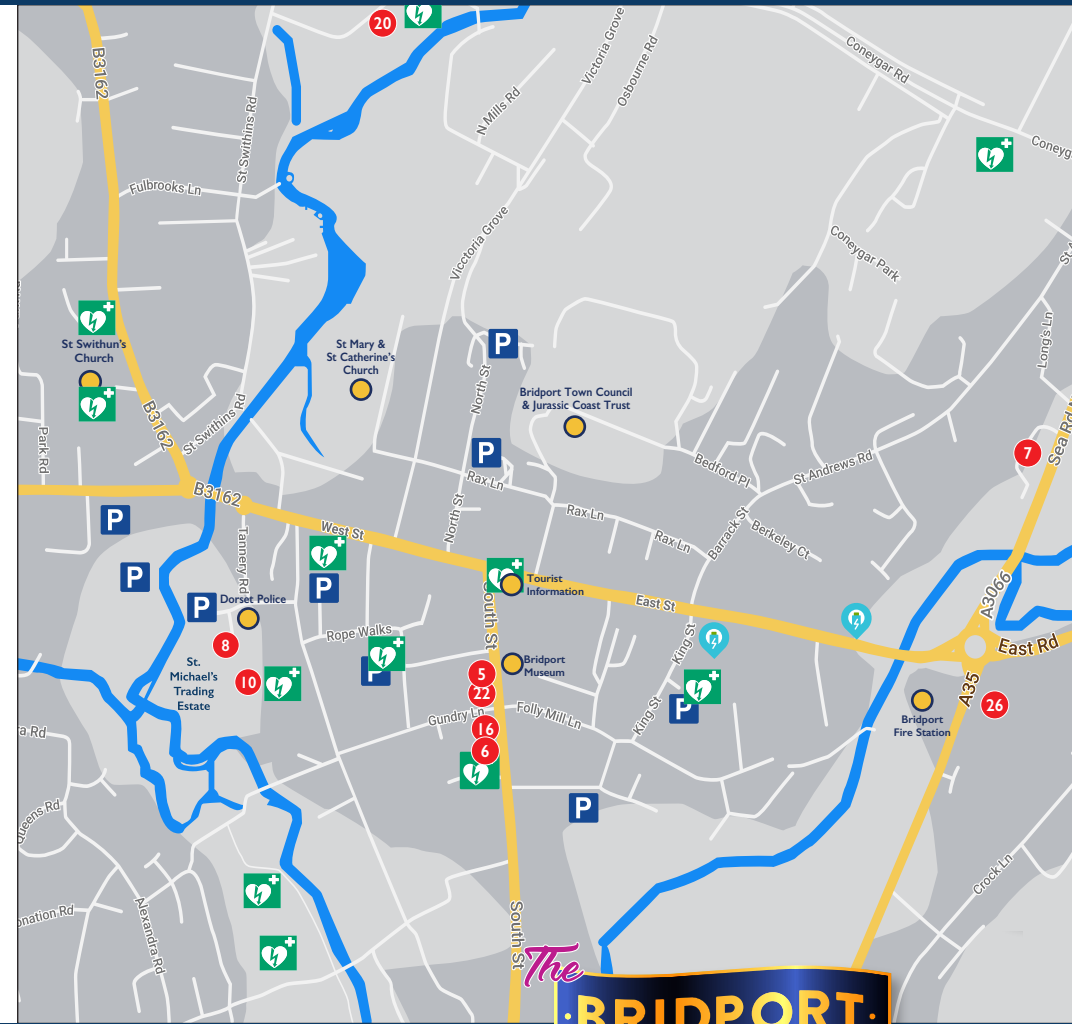 20
Victoria Grove
Osbourne Rd
Coneygar Rd
B3162
N Mills Rd
St Swithins Rd
Fulbrooks Ln
Vicctoria Grove
Coneygar Park
St Swithun's
Church
St Mary &
St Catherine's
Church
P
Long's Ln
North St
Bridport Town Council
& Jurassic Coast Trust
B3162
St Swithins Rd
Park Rd
P
7
Sea Rd
Rax Ln
Bedford Pl
St Andrews Rd
B3162
P
North St
Rax Ln
Rax Ln
Barrack St
Berkeley Ct
West St
Tannery Rd
P
P
P
Dorset Police
Tourist
Information
East St
South St
A3066
East Rd
8
Rope Walks
P
King St
St.
Michael's
Trading
Estate
10
5
22
Bridport
Museum
P
A35
26
Bridport
Fire Station
Gundry Ln
Folly Mill Ln
King St
16
6
P
Queens Rd
Crock Ln
Alexandra Rd
South St
The
·BRIDPORT·